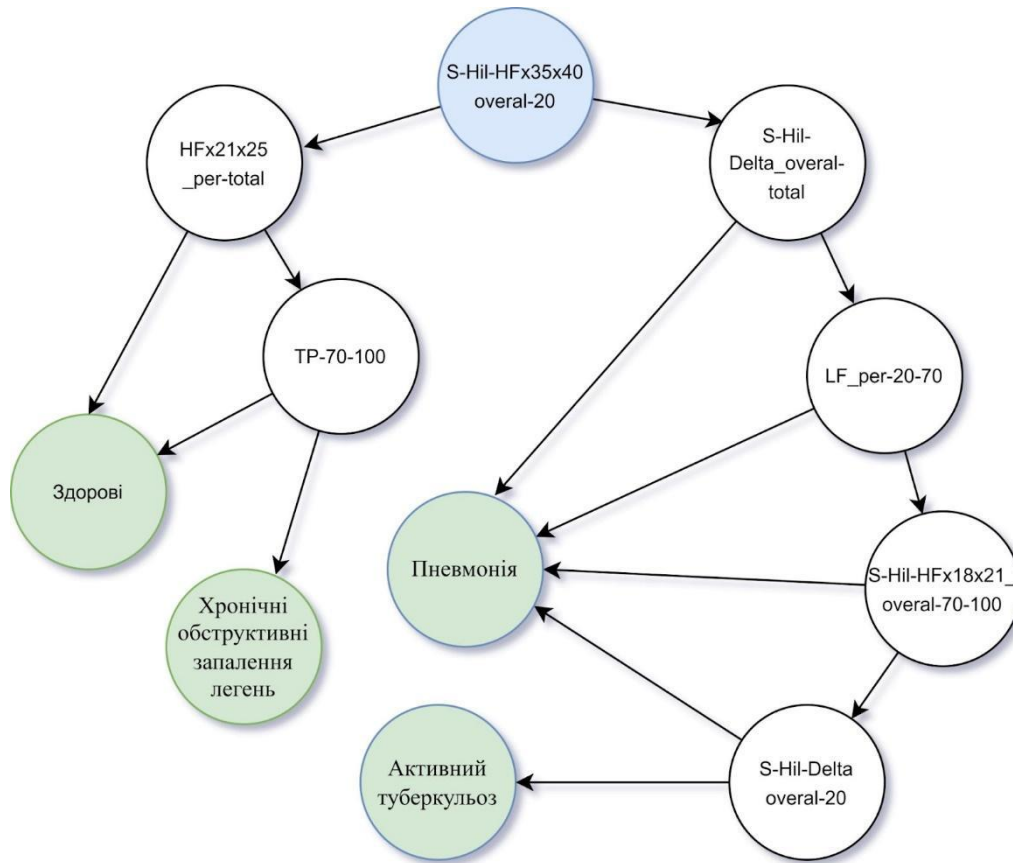 S-Hil-HFx35x40
overal-20
HFx21x25
_per-total
S-Hil-
Delta_overal-
total
TP-70-100
LF_per-20-70
Здорові
Пневмонія
S-Hil-HFx18x21_
overal-70-100
Хронічні
обструктивні
запалення
легень
Активний
туберкульоз
S-Hil-Delta
overal-20